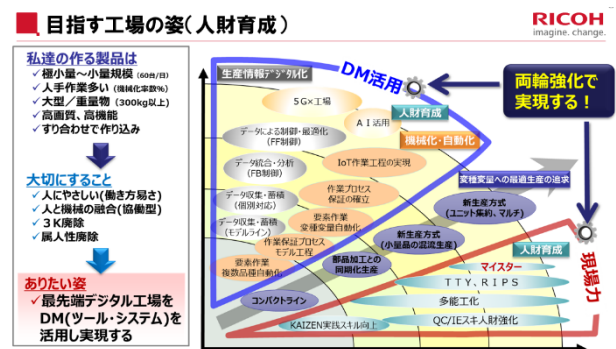 目指す工場の姿(人財育成)
RICOH
imagine. change.
私達の作る製品は
✓極小量～小量規模(60台/日)
✓人手作業多い(機械化率数%)
✓大型/重量物(300kg以上)
✓高画質、高機能
✓すり合わせで作り込み
大切にすること
✓人にやさしい(働き方易さ)
✓人と機械の融合(協働型)
✓3K廃除
✓属人性廃除
ありたい姿
✓最先端デジタル工場を
DM(ツール・システム)を
活用し実現する
生産情報デジタル化
DM活用
両輪強化で
実現する！
5G×工場
人財育成
AI活用
データによる制御・最適化
(FF制御)
機械化・自動化
データ統合・分析
(FB制御)
IoT作業工程の実現
変種変量への最適生産の追求
データ収集・蓄積
(個別対応)
作業プロセス
保証の確立
新生産方式
(ユニット集約、マルチ)
データ収集・蓄積
(モデルライン)
要素作業
変種変量自動化
新生産方式
(小量品の混流生産)
作業保証プロセス
モデル工程
人財育成
現場力
要素作業
複数品種自動化
部品加工との
同期化生産
マイスター
TTY、RIPS
コンパクトライン
多能工化
KAIZEN実践スキル向上
QC/IEスキ人財強化